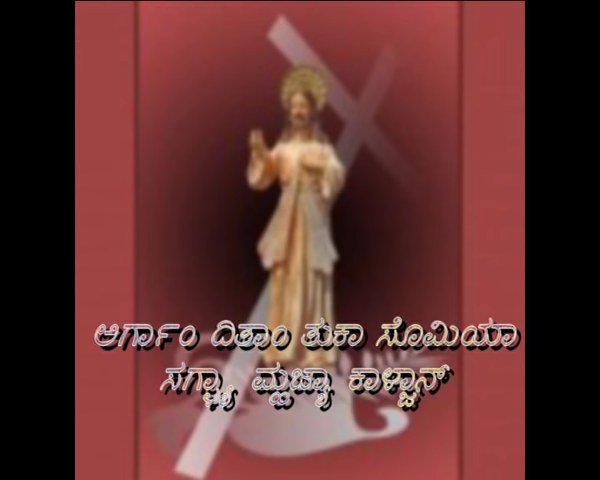 ಆರ್ಗಾಂ ದಿತಾಂ ತುಕಾ ಸೊಮಿಯಾ
ಸಗ್ಳ್ಯಾ ಮ್ಹಜ್ಯಾ ಕಾಳ್ಜಾನ್